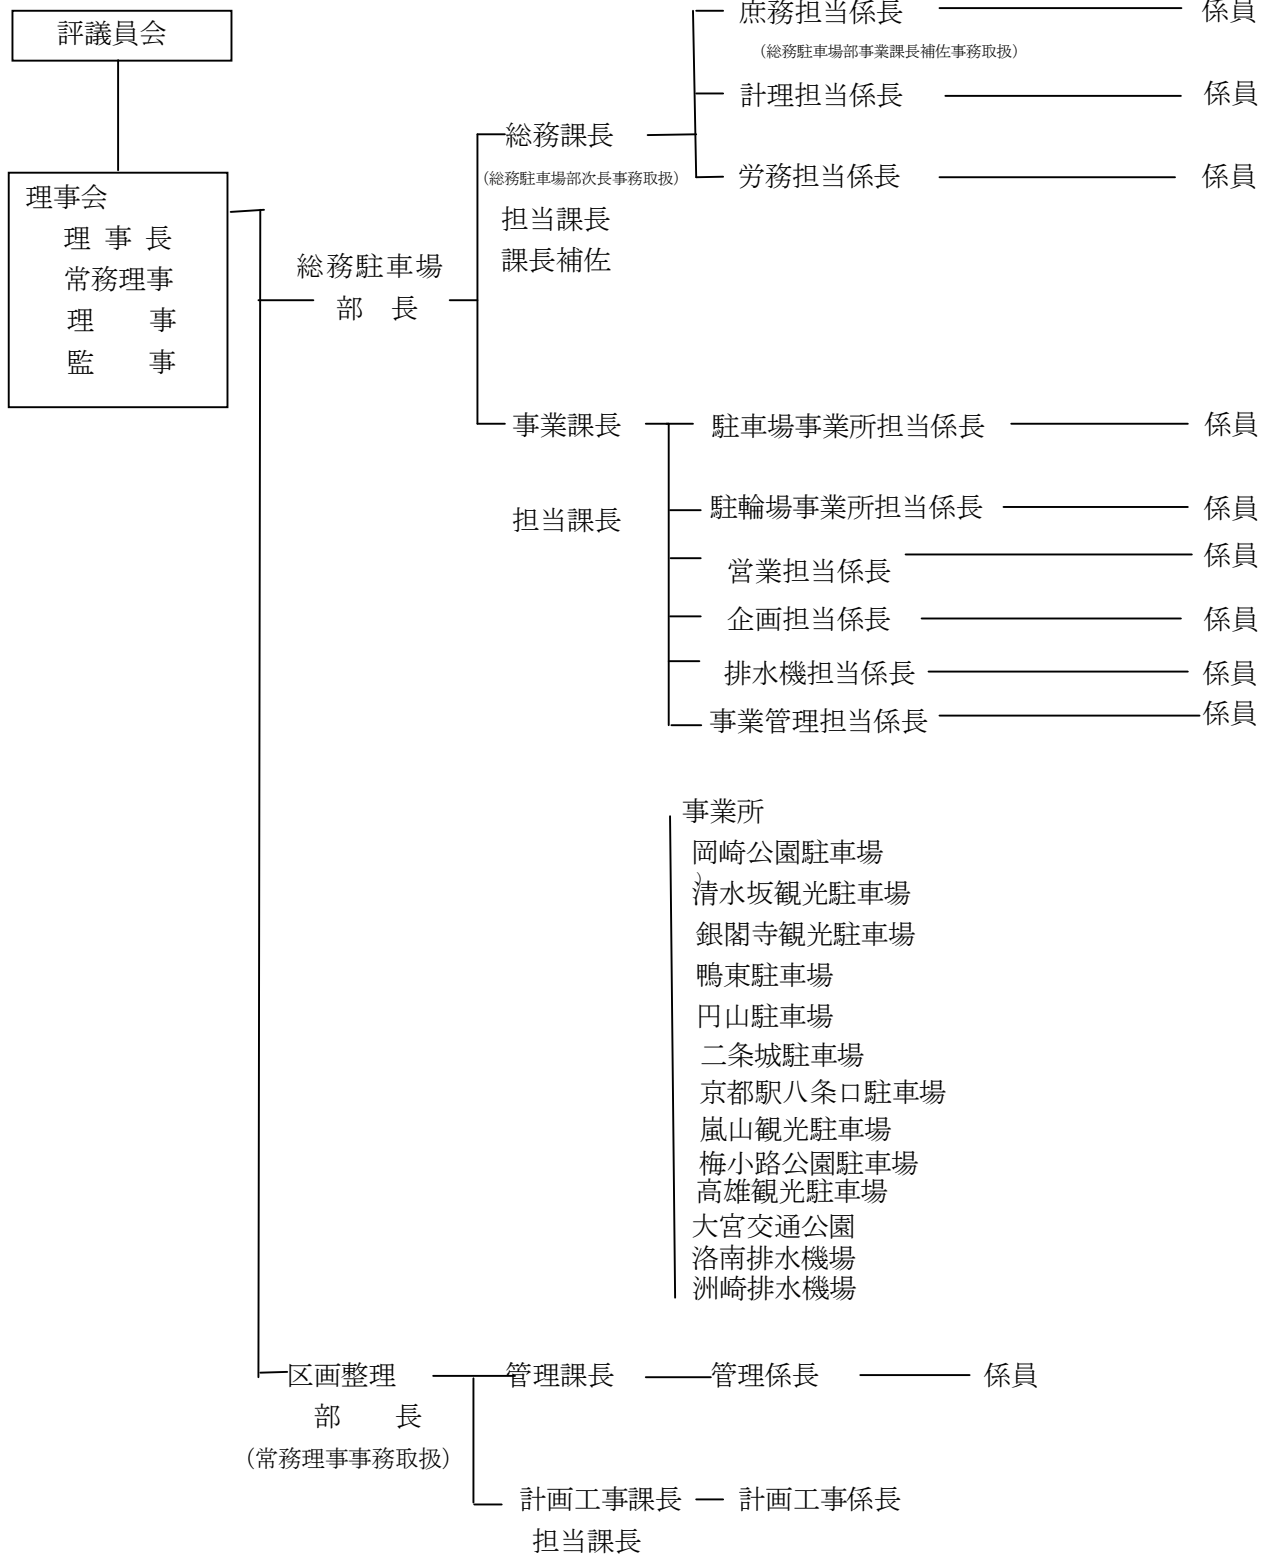 評議員会
理事会
理 事 長
常務理事
理　　事
監　　事
総務駐車場
部　長
総務課長
(総務駐車場部次長事務取扱)
担当課長
課長補佐
庶務担当係長 係員
(総務駐車場部事業課長補佐事務取扱)
計理担当係長 係員
労務担当係長 係員
事業課長
担当課長
駐車場事業所担当係長 係員
駐輪場事業所担当係長 係員
営業担当係長 係員
企画担当係長 係員
排水機担当係長 係員
事業管理担当係長 係員
事業所
岡崎公園駐車場
)
清水坂観光駐車場
銀閣寺観光駐車場
鴨東駐車場
円山駐車場
二条城駐車場
京都駅八条口駐車場
嵐山観光駐車場
梅小路公園駐車場
高雄観光駐車場
大宮交通公園
洛南排水機場
洲崎排水機場
区画整理
部　　長
(常務理事事務取扱)
管理課長 管理係長 係員
計画工事課長 計画工事係長
担当課長